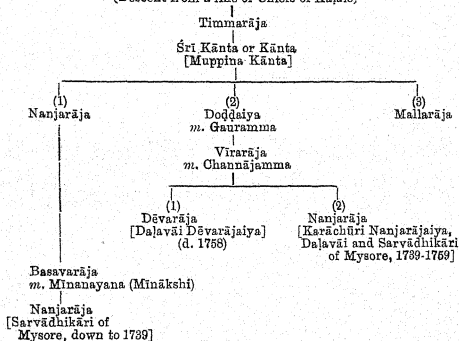 (Descent from a line of Chiefs of Kaḷale)
Timmarāja
Śrī Kānta or Kānta
[Muppina Kānta]
(1) (2) (3)
Nanjarāja Doḍḍaiya Mallarāja
m. Gauramma
Vīrarāja
m. Channājamma
(1) (2)
Dēvarāja Nanjarāja
[Daḷavāi Dēvarājaiya] [Karāchūri Nanjarājaiya,
(d. 1758) Daḷavāi and Sarvādhikāri
of Mysore, 1739-1759]
Basavarāja
m. Mīnanayana (Mīnākshi)
Nanjarāja
[Sarvādhikāri of
Mysore, down to 1739]